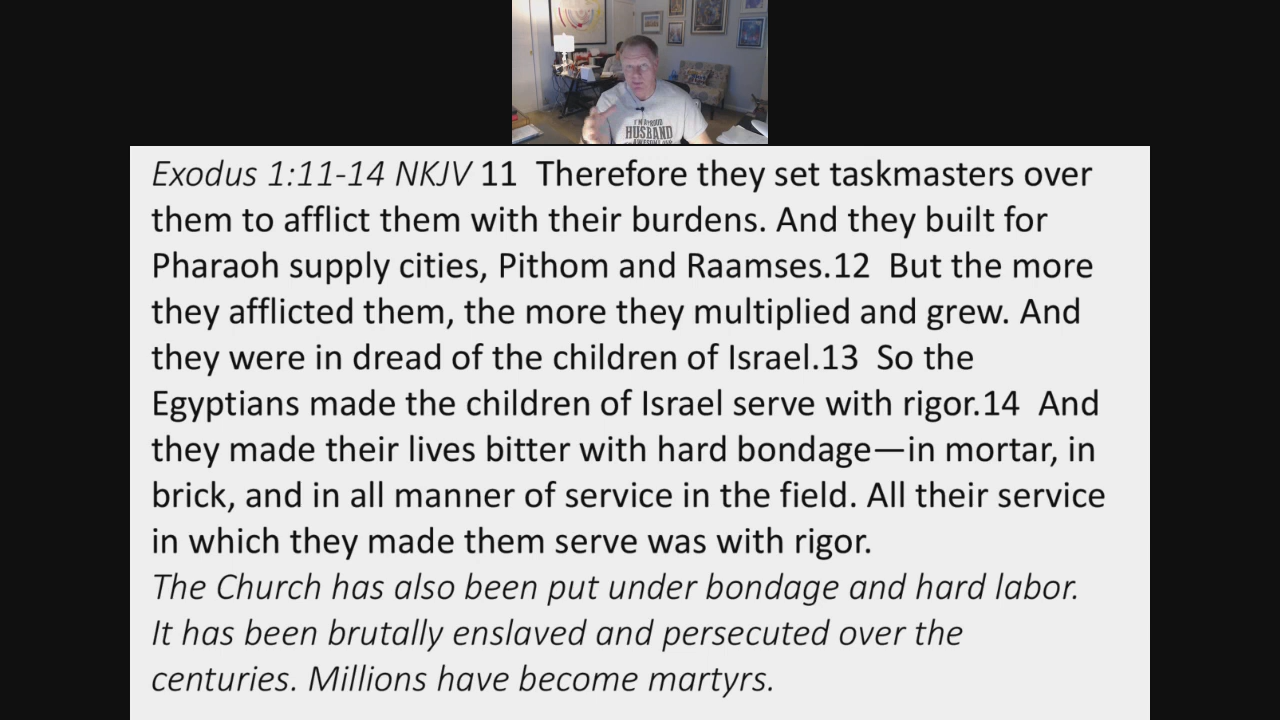 I'M A PROUD
HUSBAND
Exodus 1:11-14 NKJV 11  Therefore they set taskmasters over
them to afflict them with their burdens. And they built for
Pharaoh supply cities, Pithom and Raamses.12  But the more
they afflicted them, the more they multiplied and grew. And
they were in dread of the children of Israel.13  So the
Egyptians made the children of Israel serve with rigor.14  And
they made their lives bitter with hard bondage—in mortar, in
brick, and in all manner of service in the field. All their service
in which they made them serve was with rigor.
The Church has also been put under bondage and hard labor.
It has been brutally enslaved and persecuted over the
centuries. Millions have become martyrs.